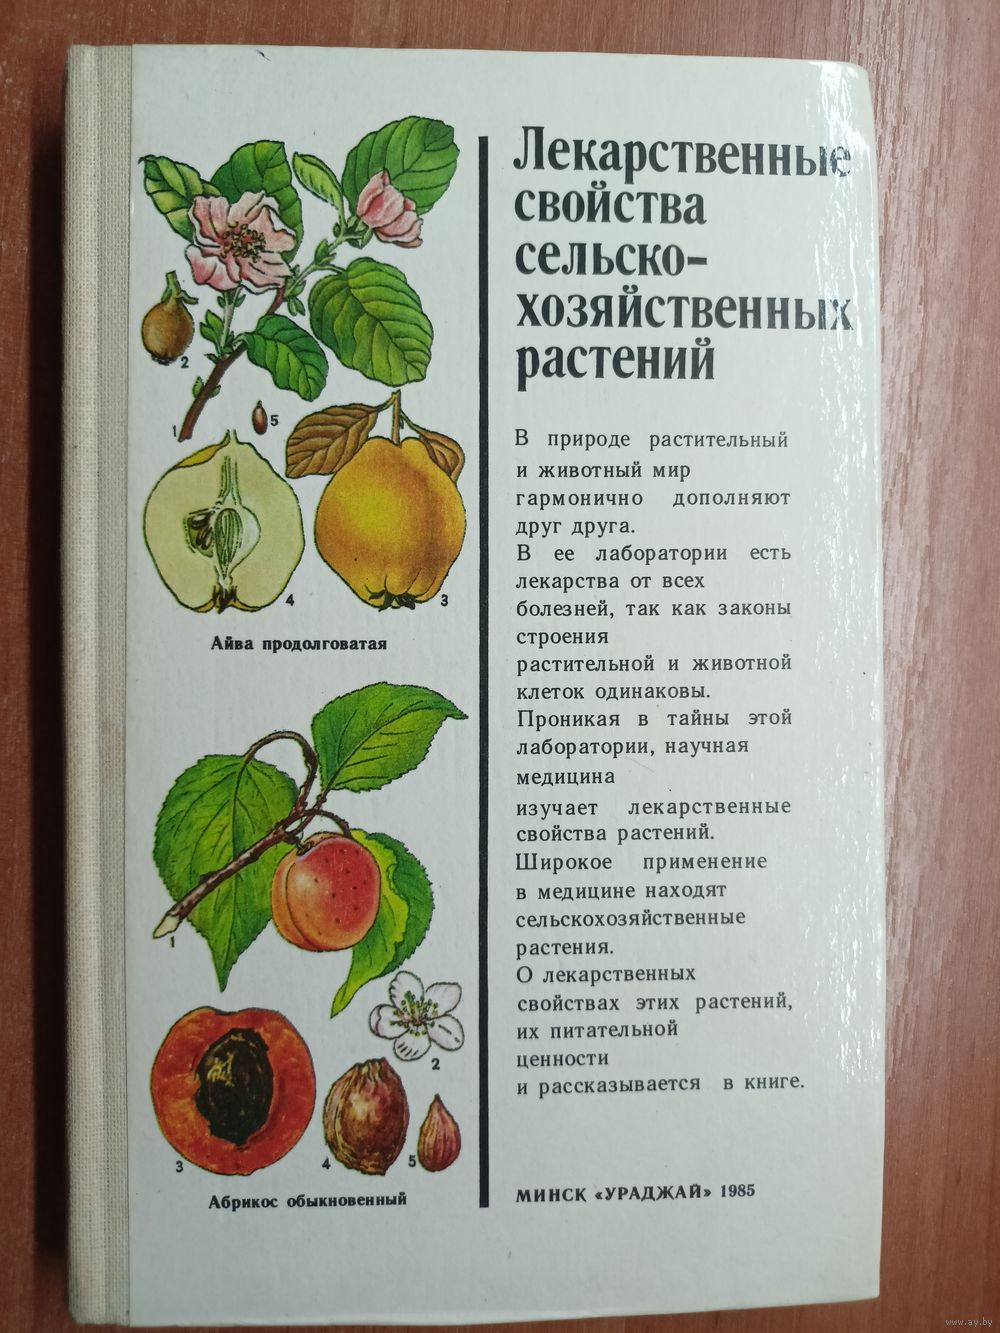 Лекарственные
свойства
сельско-
хозяйственных
растений
В природе растительный
и животный мир
гармонично дополняют
друг друга.
В ее лаборатории есть
лекарства от всех
болезней, так как законы
строения
растительной и животной
клеток одинаковы.
Проникая в тайны этой
лаборатории, научная
медицина
изучает лекарственные
свойства растений.
Широкое применение
в медицине находят
сельскохозяйственные
растения.
О лекарственных
свойствах этих растений,
их питательной
ценности
и рассказывается в книге.
МИНСК «УРАДЖАЙ» 1985
2
1
5
4
3
Айва продолговатая
1
2
3
4
5
Абрикос обыкновенный
www.ay.by